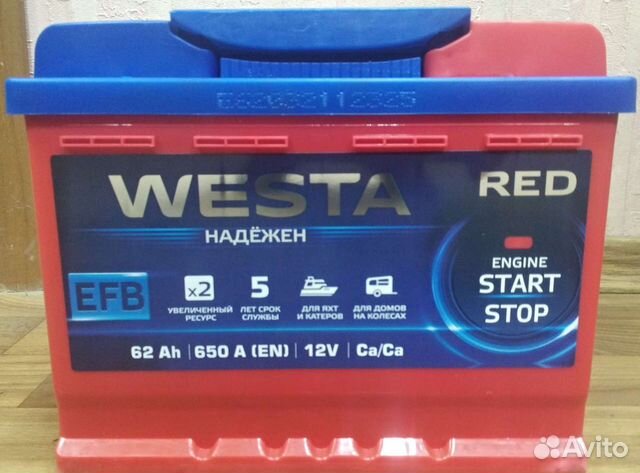 WESTA
RED
НАДЁЖЕН
EFB
x2
УВЕЛИЧЕННЫЙ
РЕСУРС
5
ЛЕТ СРОК
СЛУЖБЫ
ДЛЯ ЯХТ
И КАТЕРОВ
ДЛЯ ДОМОВ
НА КОЛЕСАХ
ENGINE
START
STOP
62 Ah | 650 A (EN) | 12V | Ca/Ca
Avito